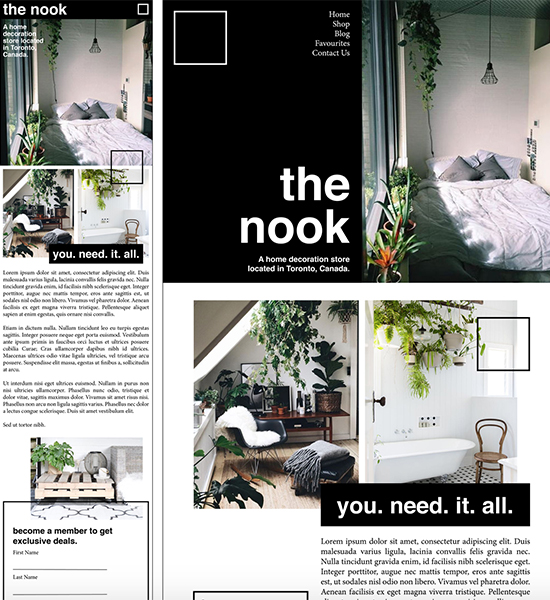 the nook
A home
decoration
store located
in Toronto,
Canada.
you. need. it. all.
Lorem ipsum dolor sit amet, consectetur adipiscing elit. Duis
malesuada varius ligula, lacinia convallis felis gravida nec.
Nulla tincidunt gravida nisl, id facilisis nibh scelerisque et. Integer
porttitor, augue nec mattis tempor, eros ante sagittis est, ut
sodales nisl odio non libero. Vivamus vel pharetra dolor. Aenean
facilisis ex eget magna viverra tristique. Pellentesque aliquet
sapien at enim egestas, quis ornare nisi convallis.
Etiam in dictum nulla. Nullam tincidunt leo eu turpis egestas
sagittis. Integer posuere neque eget porta euismod. Vestibulum
ante ipsum primis in faucibus orci luctus et ultrices posuere
cubilia Curae; Cras ullamcorper dapibus nibh id ultrices.
Maecenas ultrices odio vitae ligula ultricies, vel tristique arcu
posuere. Suspendisse elit massa, egestas ut finibus a, sollicitudin
at arcu.
Ut interdum nisi eget ultrices euismod. Nullam in purus non
nisi ultricies ullamcorper. Phasellus nunc odio, tristique et
dolor vitae, sagittis maximus dolor. Vivamus sit amet risus nisi.
Phasellus non arcu non ligula sagittis varius. Phasellus nec dolor
a lectus congue scelerisque. Duis sit amet vestibulum elit.
Sed ut tortor nibh.
become a member to get
exclusive deals.
First Name
Last Name
Home
Shop
Blog
Favourites
Contact Us
the
nook
A home decoration store
located in Toronto, Canada.
you. need. it. all.
Lorem ipsum dolor sit amet, consectetur adipiscing elit. Duis
malesuada varius ligula, lacinia convallis felis gravida nec.
Nulla tincidunt gravida nisl, id facilisis nibh scelerisque et.
Integer porttitor, augue nec mattis tempor, eros ante sagittis
est, ut sodales nisl odio non libero. Vivamus vel pharetra dolor.
Aenean facilisis ex eget magna viverra tristique. Pellentesque